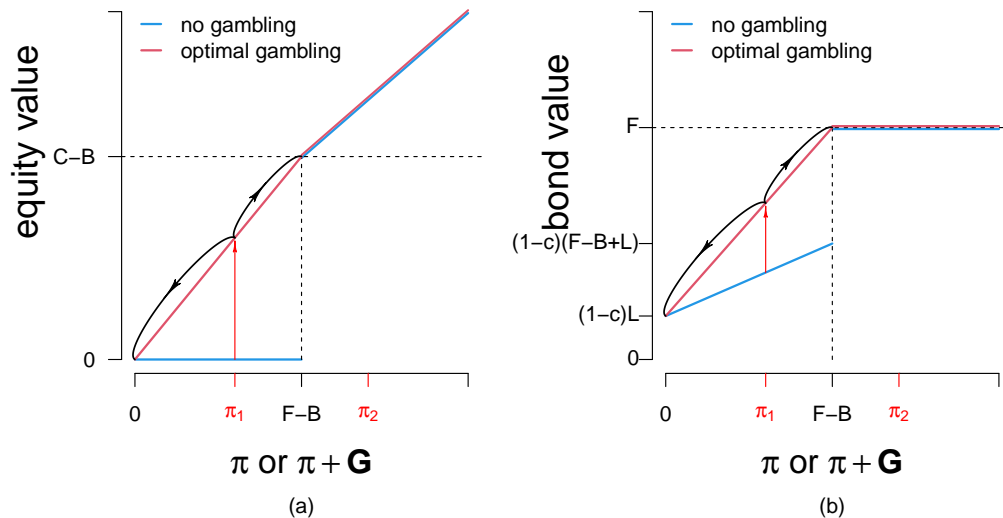 no gambling
optimal gambling
equity value
C−B
0
0
π₁
F−B
π₂
π or π + G
(a)
no gambling
optimal gambling
bond value
F
(1−c)(F−B+L)
(1−c)L
0
0
π₁
F−B
π₂
π or π + G
(b)